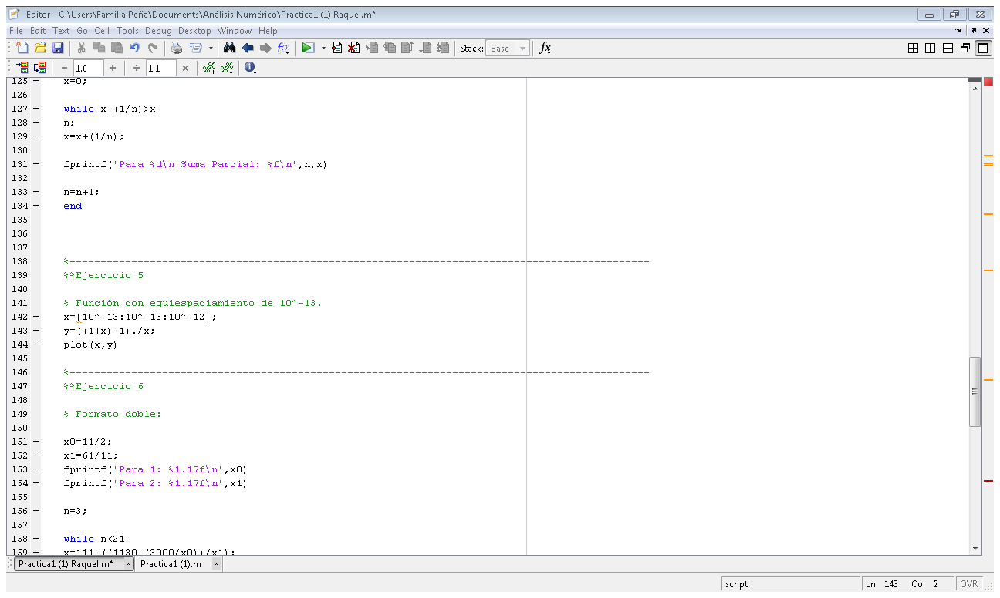 Editor - C:\Users\Familia Peña\Documents\Análisis Numérico\Practica1 (1) Raquel.m*
File Edit Text Go Cell Tools Debug Desktop Window Help
Stack: Base fx
− 1.0 + ÷ 1.1 ×
125 − x=0;
126
127 − while x+(1/n)>x
128 − n;
129 − x=x+(1/n);
130
131 − fprintf('Para %d\n Suma Parcial: %f\n',n,x)
132
133 − n=n+1;
134 − end
135
136
137
138 %----------------------------------------------------------------------------------------------
139 %%Ejercicio 5
140
141 % Función con equiespaciamiento de 10^-13.
142 − x=[10^-13:10^-13:10^-12];
143 − y=((1+x)-1)./x;
144 − plot(x,y)
145
146 %----------------------------------------------------------------------------------------------
147 %%Ejercicio 6
148
149 % Formato doble:
150
151 − x0=11/2;
152 − x1=61/11;
153 − fprintf('Para 1: %1.17f\n',x0)
154 − fprintf('Para 2: %1.17f\n',x1)
155
156 − n=3;
157
158 − while n<21
159 − x=111-((1130-(3000/x0))/x1);
Practica1 (1) Raquel.m* × Practica1 (1).m ×
script Ln 143 Col 2 OVR